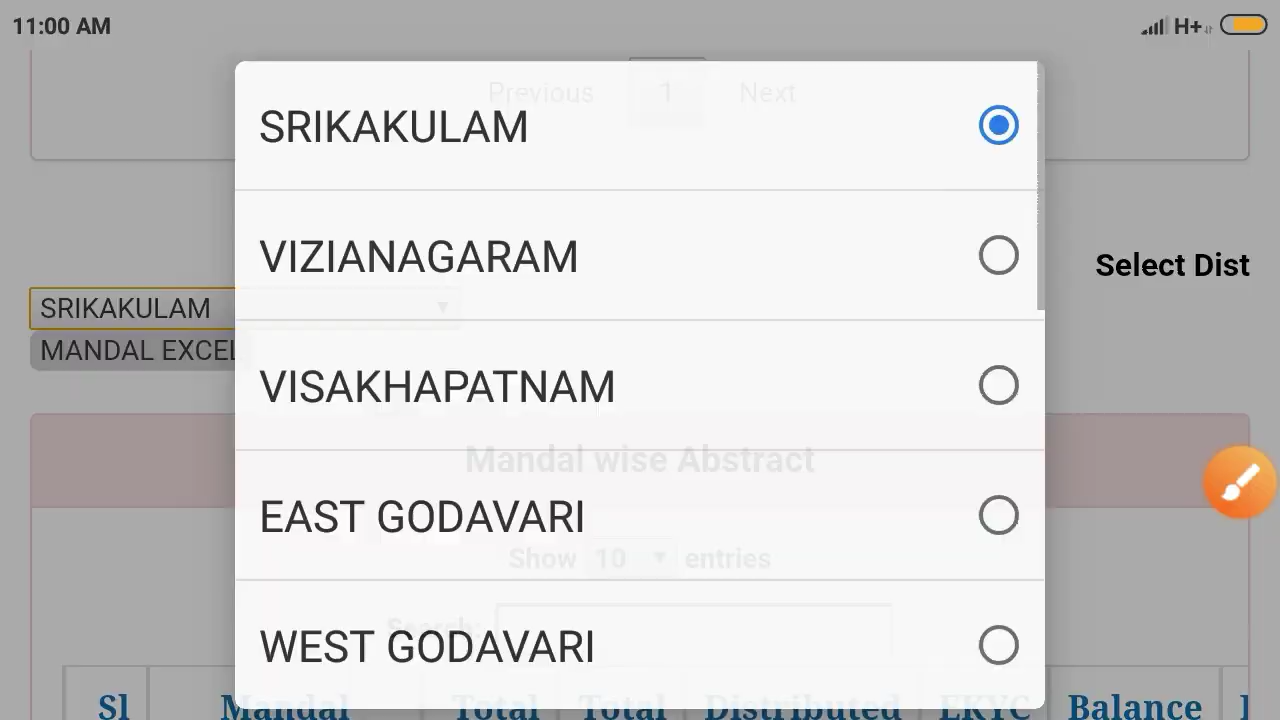 11:00 AM
H+
Previous 1 Next
SRIKAKULAM
VIZIANAGARAM
Select Dist
SRIKAKULAM
MANDAL EXCEL
VISAKHAPATNAM
Mandal wise Abstract
EAST GODAVARI
Show 10 entries
Search:
WEST GODAVARI
Sl Mandal Total Total Distributed EKYC Balance